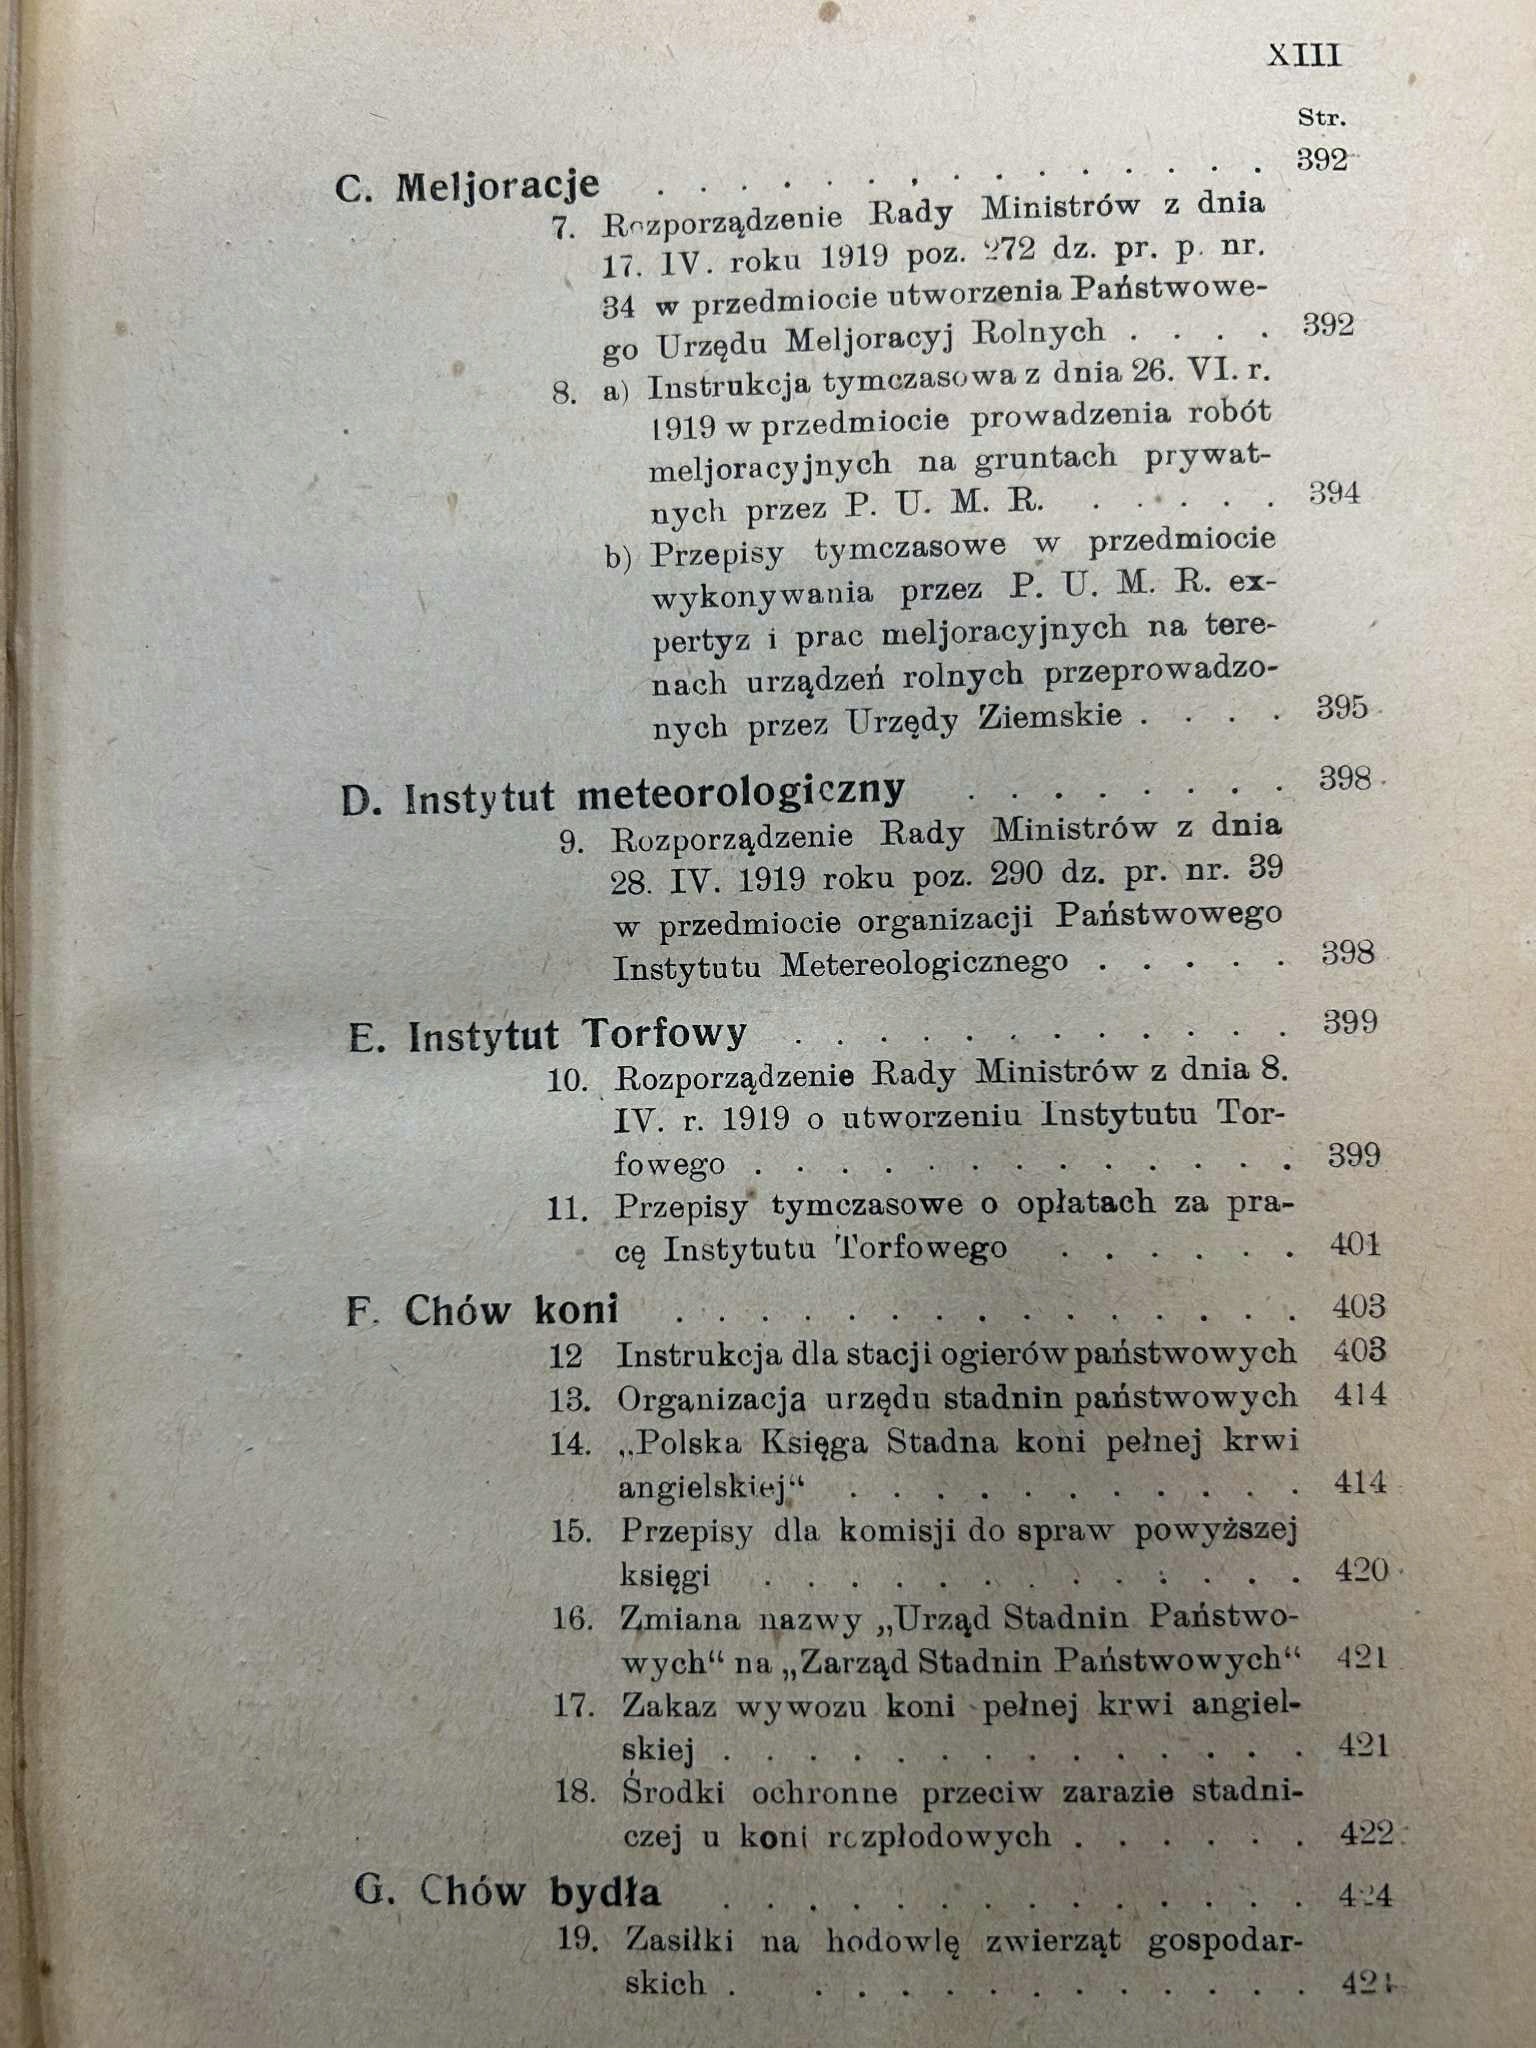 XIII
Str.
C. Meljoracje . . . . . . . . . . . . . . . 392
7. Rozporządzenie Rady Ministrów z dnia
17. IV. roku 1919 poz. 272 dz. pr. p. nr.
34 w przedmiocie utworzenia Państwowe-
go Urzędu Meljoracyj Rolnych . . . . 392
8. a) Instrukcja tymczasowa z dnia 26. VI. r.
1919 w przedmiocie prowadzenia robót
meljoracyjnych na gruntach prywat-
nych przez P. U. M. R. . . . . . 394
b) Przepisy tymczasowe w przedmiocie
wykonywania przez P. U. M. R. ex-
pertyz i prac meljoracyjnych na tere-
nach urządzeń rolnych przeprowadzo-
nych przez Urzędy Ziemskie . . . . 395
D. Instytut meteorologiczny . . . . . . . . 398
9. Rozporządzenie Rady Ministrów z dnia
28. IV. 1919 roku poz. 290 dz. pr. nr. 39
w przedmiocie organizacji Państwowego
Instytutu Metereologicznego . . . . . 398
E. Instytut Torfowy . . . . . . . . . . . . 399
10. Rozporządzenie Rady Ministrów z dnia 8.
IV. r. 1919 o utworzeniu Instytutu Tor-
fowego . . . . . . . . . . . . . 399
11. Przepisy tymczasowe o opłatach za pra-
cę Instytutu Torfowego . . . . . . 401
F. Chów koni . . . . . . . . . . . . . . . 403
12 Instrukcja dla stacji ogierów państwowych 403
13. Organizacja urzędu stadnin państwowych 414
14. „Polska Księga Stadna koni pełnej krwi
angielskiej“ . . . . . . . . . . . 414
15. Przepisy dla komisji do spraw powyższej
księgi . . . . . . . . . . . . . 420
16. Zmiana nazwy „Urząd Stadnin Państwo-
wych“ na „Zarząd Stadnin Państwowych“ 421
17. Zakaz wywozu koni pełnej krwi angiel-
skiej . . . . . . . . . . . . . . 421
18. Środki ochronne przeciw zarazie stadni-
czej u koni rozpłodowych . . . . . . 422
G. Chów bydła . . . . . . . . . . . . . . 424
19. Zasiłki na hodowlę zwierząt gospodar-
skich . . . . . . . . . . . . . 424